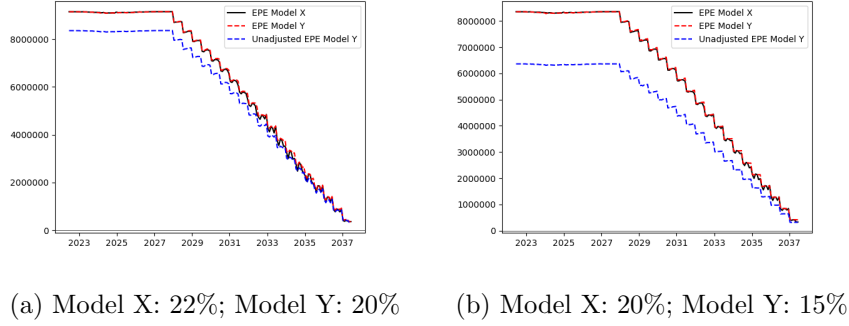 EPE Model X
EPE Model Y
Unadjusted EPE Model Y
8000000
6000000
4000000
2000000
0
2023 2025 2027 2029 2031 2033 2035 2037
EPE Model X
EPE Model Y
Unadjusted EPE Model Y
8000000
7000000
6000000
5000000
4000000
3000000
2000000
1000000
0
2023 2025 2027 2029 2031 2033 2035 2037
(a) Model X: 22%; Model Y: 20%
(b) Model X: 20%; Model Y: 15%